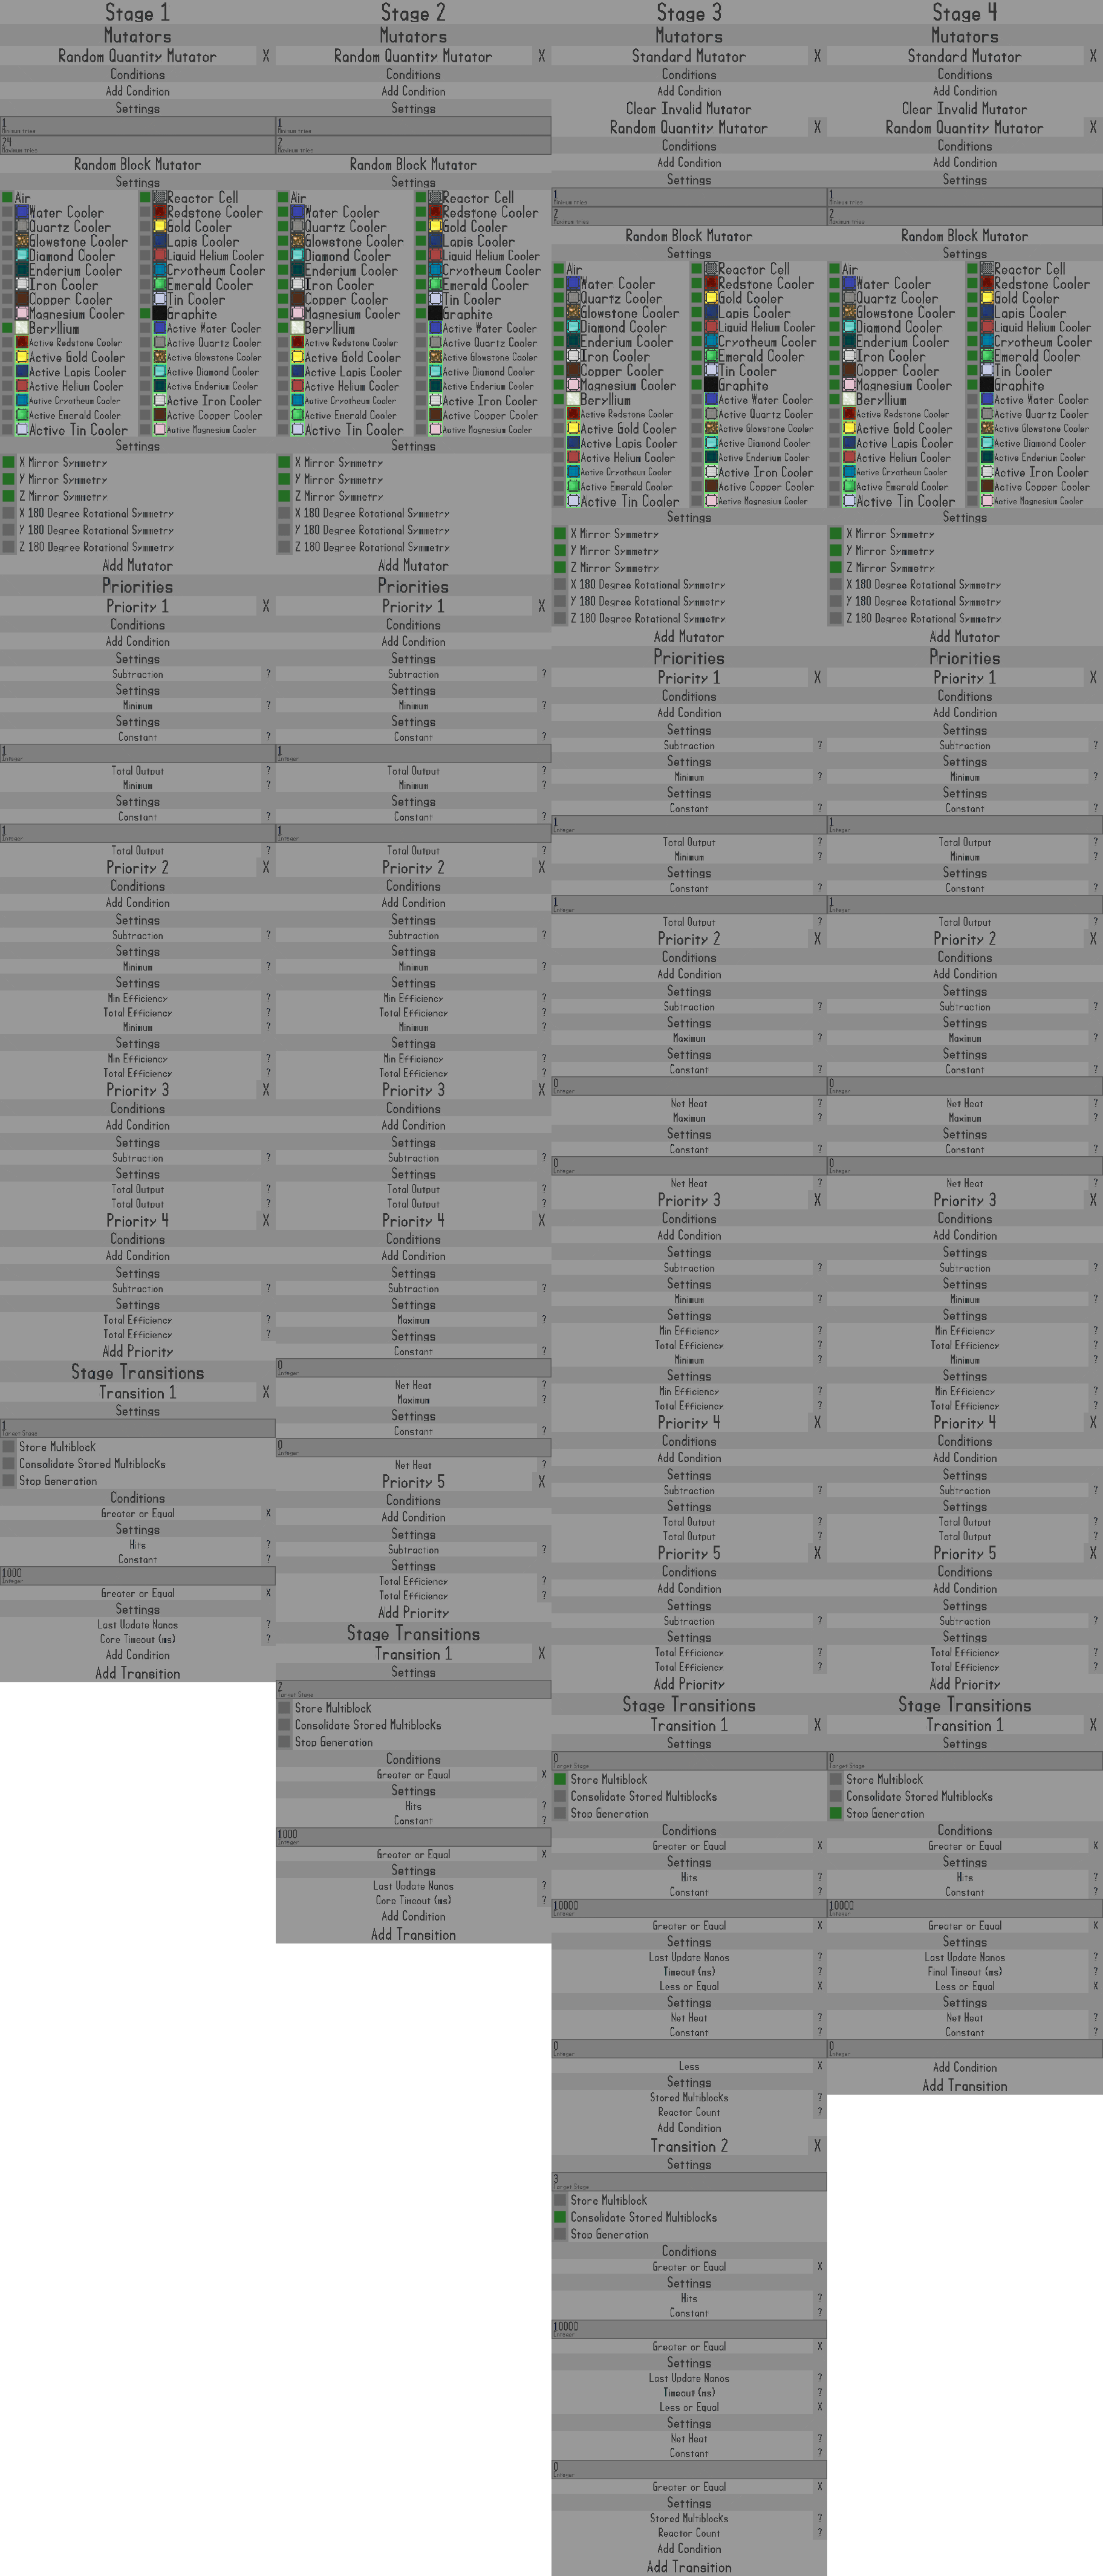 Stage 1
Mutators
Random Quantity Mutator X
Conditions
Add Condition
Settings
1
Minimum tries
24
Maximum tries
Random Block Mutator
Settings
Air Reactor Cell
Water Cooler Redstone Cooler
Quartz Cooler Gold Cooler
Glowstone Cooler Lapis Cooler
Diamond Cooler Liquid Helium Cooler
Enderium Cooler Cryotheum Cooler
Iron Cooler Emerald Cooler
Copper Cooler Tin Cooler
Magnesium Cooler Graphite
Beryllium Active Water Cooler
Active Redstone Cooler Active Quartz Cooler
Active Gold Cooler Active Glowstone Cooler
Active Lapis Cooler Active Diamond Cooler
Active Helium Cooler Active Enderium Cooler
Active Cryotheum Cooler Active Iron Cooler
Active Emerald Cooler Active Copper Cooler
Active Tin Cooler Active Magnesium Cooler
Settings
X Mirror Symmetry
Y Mirror Symmetry
Z Mirror Symmetry
X 180 Degree Rotational Symmetry
Y 180 Degree Rotational Symmetry
Z 180 Degree Rotational Symmetry
Add Mutator
Priorities
Priority 1 X
Conditions
Add Condition
Settings
Subtraction ?
Settings
Minimum ?
Settings
Constant ?
1
Integer
Total Output ?
Minimum ?
Settings
Constant ?
1
Integer
Total Output ?
Priority 2 X
Conditions
Add Condition
Settings
Subtraction ?
Settings
Minimum ?
Settings
Min Efficiency ?
Total Efficiency ?
Minimum ?
Settings
Min Efficiency ?
Total Efficiency ?
Priority 3 X
Conditions
Add Condition
Settings
Subtraction ?
Settings
Total Output ?
Total Output ?
Priority 4 X
Conditions
Add Condition
Settings
Subtraction ?
Settings
Total Efficiency ?
Total Efficiency ?
Add Priority
Stage Transitions
Transition 1 X
Settings
1
Target Stage
Store Multiblock
Consolidate Stored Multiblocks
Stop Generation
Conditions
Greater or Equal X
Settings
Hits ?
Constant ?
1000
Integer
Greater or Equal X
Settings
Last Update Nanos ?
Core Timeout (ms) ?
Add Condition
Add Transition
Stage 2
Mutators
Random Quantity Mutator X
Conditions
Add Condition
Settings
1
Minimum tries
2
Maximum tries
Random Block Mutator
Settings
Air Reactor Cell
Water Cooler Redstone Cooler
Quartz Cooler Gold Cooler
Glowstone Cooler Lapis Cooler
Diamond Cooler Liquid Helium Cooler
Enderium Cooler Cryotheum Cooler
Iron Cooler Emerald Cooler
Copper Cooler Tin Cooler
Magnesium Cooler Graphite
Beryllium Active Water Cooler
Active Redstone Cooler Active Quartz Cooler
Active Gold Cooler Active Glowstone Cooler
Active Lapis Cooler Active Diamond Cooler
Active Helium Cooler Active Enderium Cooler
Active Cryotheum Cooler Active Iron Cooler
Active Emerald Cooler Active Copper Cooler
Active Tin Cooler Active Magnesium Cooler
Settings
X Mirror Symmetry
Y Mirror Symmetry
Z Mirror Symmetry
X 180 Degree Rotational Symmetry
Y 180 Degree Rotational Symmetry
Z 180 Degree Rotational Symmetry
Add Mutator
Priorities
Priority 1 X
Conditions
Add Condition
Settings
Subtraction ?
Settings
Minimum ?
Settings
Constant ?
1
Integer
Total Output ?
Minimum ?
Settings
Constant ?
1
Integer
Total Output ?
Priority 2 X
Conditions
Add Condition
Settings
Subtraction ?
Settings
Minimum ?
Settings
Min Efficiency ?
Total Efficiency ?
Minimum ?
Settings
Min Efficiency ?
Total Efficiency ?
Priority 3 X
Conditions
Add Condition
Settings
Subtraction ?
Settings
Total Output ?
Total Output ?
Priority 4 X
Conditions
Add Condition
Settings
Subtraction ?
Settings
Maximum ?
Settings
Constant ?
0
Integer
Net Heat ?
Maximum ?
Settings
Constant ?
0
Integer
Net Heat ?
Priority 5 X
Conditions
Add Condition
Settings
Subtraction ?
Settings
Total Efficiency ?
Total Efficiency ?
Add Priority
Stage Transitions
Transition 1 X
Settings
2
Target Stage
Store Multiblock
Consolidate Stored Multiblocks
Stop Generation
Conditions
Greater or Equal X
Settings
Hits ?
Constant ?
1000
Integer
Greater or Equal X
Settings
Last Update Nanos ?
Core Timeout (ms) ?
Add Condition
Add Transition
Stage 3
Mutators
Standard Mutator X
Conditions
Add Condition
Clear Invalid Mutator
Random Quantity Mutator X
Conditions
Add Condition
Settings
1
Minimum tries
2
Maximum tries
Random Block Mutator
Settings
Air Reactor Cell
Water Cooler Redstone Cooler
Quartz Cooler Gold Cooler
Glowstone Cooler Lapis Cooler
Diamond Cooler Liquid Helium Cooler
Enderium Cooler Cryotheum Cooler
Iron Cooler Emerald Cooler
Copper Cooler Tin Cooler
Magnesium Cooler Graphite
Beryllium Active Water Cooler
Active Redstone Cooler Active Quartz Cooler
Active Gold Cooler Active Glowstone Cooler
Active Lapis Cooler Active Diamond Cooler
Active Helium Cooler Active Enderium Cooler
Active Cryotheum Cooler Active Iron Cooler
Active Emerald Cooler Active Copper Cooler
Active Tin Cooler Active Magnesium Cooler
Settings
X Mirror Symmetry
Y Mirror Symmetry
Z Mirror Symmetry
X 180 Degree Rotational Symmetry
Y 180 Degree Rotational Symmetry
Z 180 Degree Rotational Symmetry
Add Mutator
Priorities
Priority 1 X
Conditions
Add Condition
Settings
Subtraction ?
Settings
Minimum ?
Settings
Constant ?
1
Integer
Total Output ?
Minimum ?
Settings
Constant ?
1
Integer
Total Output ?
Priority 2 X
Conditions
Add Condition
Settings
Subtraction ?
Settings
Maximum ?
Settings
Constant ?
0
Integer
Net Heat ?
Maximum ?
Settings
Constant ?
0
Integer
Net Heat ?
Priority 3 X
Conditions
Add Condition
Settings
Subtraction ?
Settings
Minimum ?
Settings
Min Efficiency ?
Total Efficiency ?
Minimum ?
Settings
Min Efficiency ?
Total Efficiency ?
Priority 4 X
Conditions
Add Condition
Settings
Subtraction ?
Settings
Total Output ?
Total Output ?
Priority 5 X
Conditions
Add Condition
Settings
Subtraction ?
Settings
Total Efficiency ?
Total Efficiency ?
Add Priority
Stage Transitions
Transition 1 X
Settings
0
Target Stage
Store Multiblock
Consolidate Stored Multiblocks
Stop Generation
Conditions
Greater or Equal X
Settings
Hits ?
Constant ?
10000
Integer
Greater or Equal X
Settings
Last Update Nanos ?
Timeout (ms) ?
Less or Equal X
Settings
Net Heat ?
Constant ?
0
Integer
Less X
Settings
Stored Multiblocks ?
Reactor Count ?
Add Condition
Transition 2 X
Settings
3
Target Stage
Store Multiblock
Consolidate Stored Multiblocks
Stop Generation
Conditions
Greater or Equal X
Settings
Hits ?
Constant ?
10000
Integer
Greater or Equal X
Settings
Last Update Nanos ?
Timeout (ms) ?
Less or Equal X
Settings
Net Heat ?
Constant ?
0
Integer
Greater or Equal X
Settings
Stored Multiblocks ?
Reactor Count ?
Add Condition
Add Transition
Stage 4
Mutators
Standard Mutator X
Conditions
Add Condition
Clear Invalid Mutator
Random Quantity Mutator X
Conditions
Add Condition
Settings
1
Minimum tries
2
Maximum tries
Random Block Mutator
Settings
Air Reactor Cell
Water Cooler Redstone Cooler
Quartz Cooler Gold Cooler
Glowstone Cooler Lapis Cooler
Diamond Cooler Liquid Helium Cooler
Enderium Cooler Cryotheum Cooler
Iron Cooler Emerald Cooler
Copper Cooler Tin Cooler
Magnesium Cooler Graphite
Beryllium Active Water Cooler
Active Redstone Cooler Active Quartz Cooler
Active Gold Cooler Active Glowstone Cooler
Active Lapis Cooler Active Diamond Cooler
Active Helium Cooler Active Enderium Cooler
Active Cryotheum Cooler Active Iron Cooler
Active Emerald Cooler Active Copper Cooler
Active Tin Cooler Active Magnesium Cooler
Settings
X Mirror Symmetry
Y Mirror Symmetry
Z Mirror Symmetry
X 180 Degree Rotational Symmetry
Y 180 Degree Rotational Symmetry
Z 180 Degree Rotational Symmetry
Add Mutator
Priorities
Priority 1 X
Conditions
Add Condition
Settings
Subtraction ?
Settings
Minimum ?
Settings
Constant ?
1
Integer
Total Output ?
Minimum ?
Settings
Constant ?
1
Integer
Total Output ?
Priority 2 X
Conditions
Add Condition
Settings
Subtraction ?
Settings
Maximum ?
Settings
Constant ?
0
Integer
Net Heat ?
Maximum ?
Settings
Constant ?
0
Integer
Net Heat ?
Priority 3 X
Conditions
Add Condition
Settings
Subtraction ?
Settings
Minimum ?
Settings
Min Efficiency ?
Total Efficiency ?
Minimum ?
Settings
Min Efficiency ?
Total Efficiency ?
Priority 4 X
Conditions
Add Condition
Settings
Subtraction ?
Settings
Total Output ?
Total Output ?
Priority 5 X
Conditions
Add Condition
Settings
Subtraction ?
Settings
Total Efficiency ?
Total Efficiency ?
Add Priority
Stage Transitions
Transition 1 X
Settings
0
Target Stage
Store Multiblock
Consolidate Stored Multiblocks
Stop Generation
Conditions
Greater or Equal X
Settings
Hits ?
Constant ?
10000
Integer
Greater or Equal X
Settings
Last Update Nanos ?
Final Timeout (ms) ?
Less or Equal X
Settings
Net Heat ?
Constant ?
0
Integer
Add Condition
Add Transition